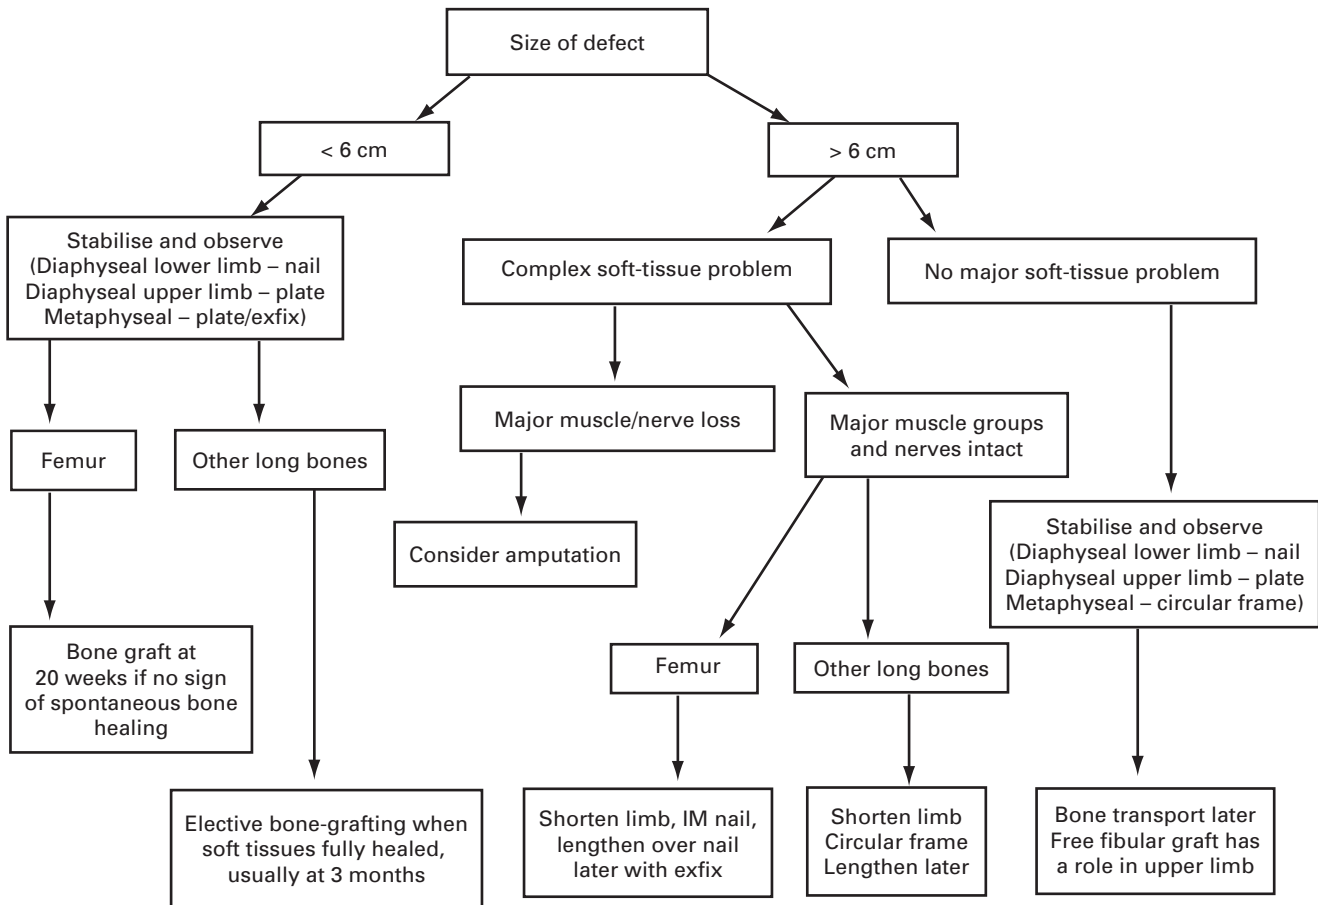 Size of defect
< 6 cm
> 6 cm
Stabilise and observe
(Diaphyseal lower limb – nail
Diaphyseal upper limb – plate
Metaphyseal – plate/exfix)
Complex soft-tissue problem
No major soft-tissue problem
Femur
Other long bones
Major muscle/nerve loss
Major muscle groups
and nerves intact
Consider amputation
Stabilise and observe
(Diaphyseal lower limb – nail
Diaphyseal upper limb – plate
Metaphyseal – circular frame)
Bone graft at
20 weeks if no sign
of spontaneous bone
healing
Femur
Other long bones
Elective bone-grafting when
soft tissues fully healed,
usually at 3 months
Shorten limb, IM nail,
lengthen over nail
later with exfix
Shorten limb
Circular frame
Lengthen later
Bone transport later
Free fibular graft has
a role in upper limb